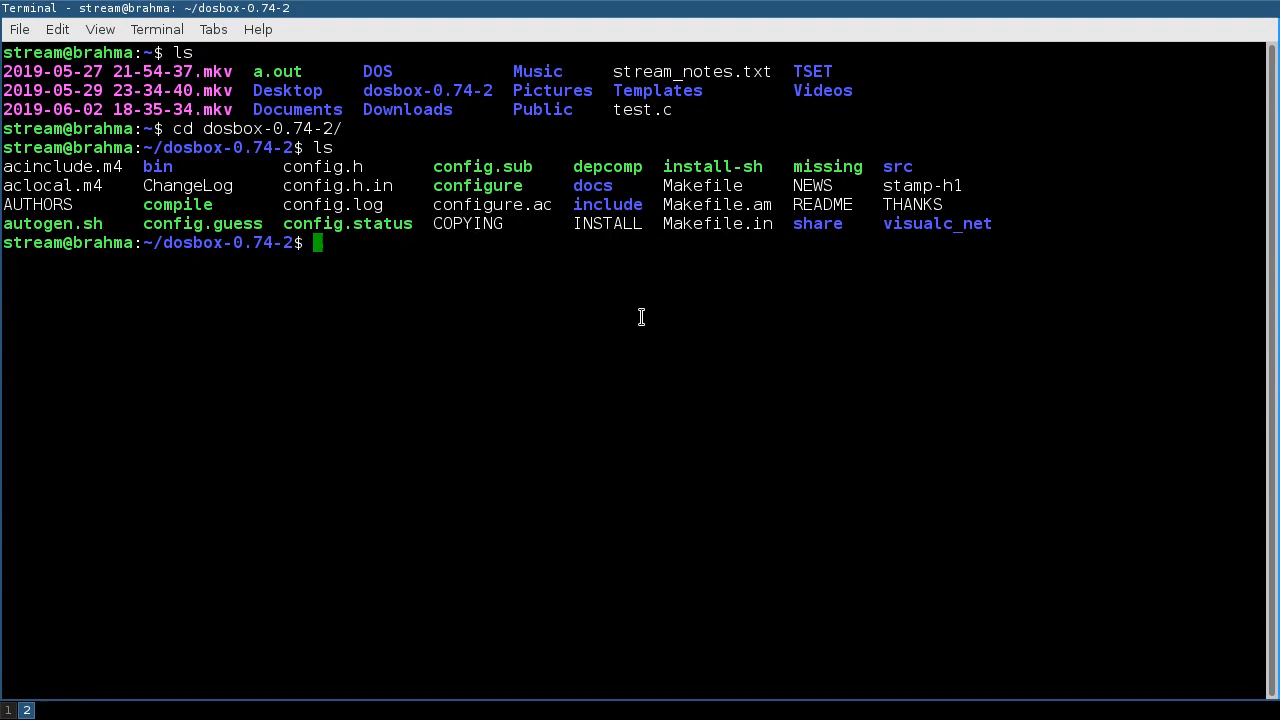 Terminal - stream@brahma: ~/dosbox-0.74-2
File Edit View Terminal Tabs Help
stream@brahma:~$ ls
2019-05-27 21-54-37.mkv a.out DOS Music stream_notes.txt TSET
2019-05-29 23-34-40.mkv Desktop dosbox-0.74-2 Pictures Templates Videos
2019-06-02 18-35-34.mkv Documents Downloads Public test.c
stream@brahma:~$ cd dosbox-0.74-2/
stream@brahma:~/dosbox-0.74-2$ ls
acinclude.m4 bin config.h config.sub depcomp install-sh missing src
aclocal.m4 ChangeLog config.h.in configure docs Makefile NEWS stamp-h1
AUTHORS compile config.log configure.ac include Makefile.am README THANKS
autogen.sh config.guess config.status COPYING INSTALL Makefile.in share visualc_net
stream@brahma:~/dosbox-0.74-2$
1 2